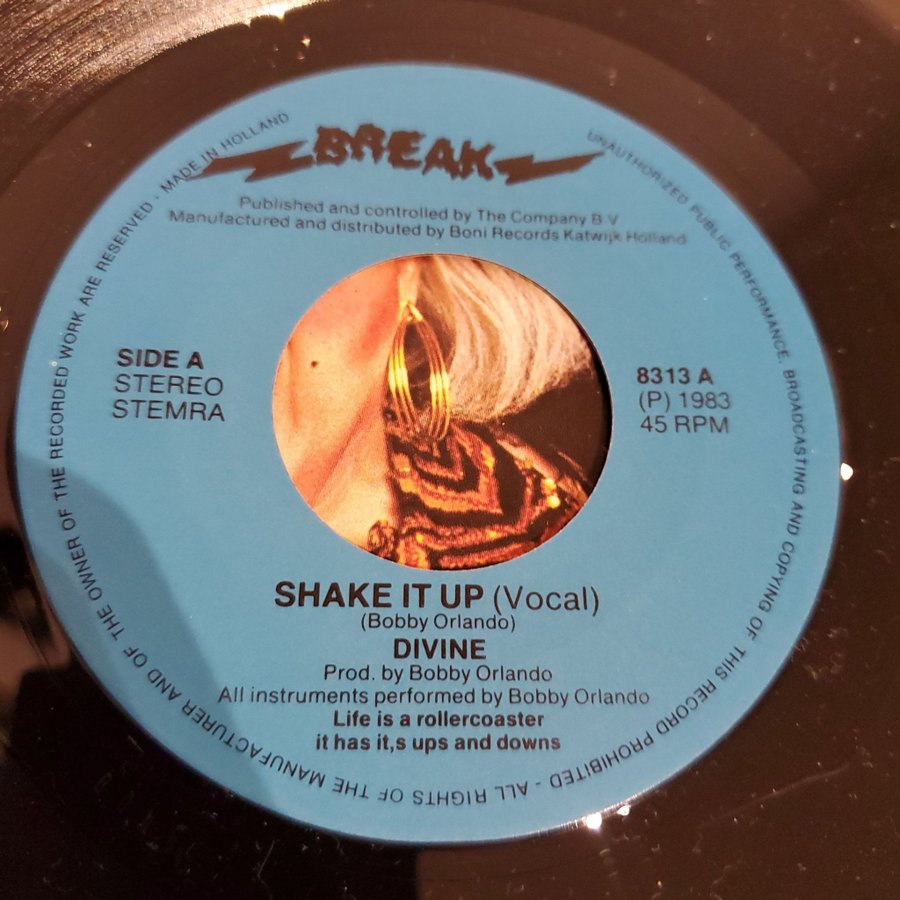 BREAK
Published and controlled by The Company B.V
Manufactured and distributed by Boni Records Katwijk Holland
SIDE A
STEREO
STEMRA
8313 A
(P) 1983
45 RPM
SHAKE IT UP (Vocal)
(Bobby Orlando)
DIVINE
Prod. by Bobby Orlando
All instruments performed by Bobby Orlando
Life is a rollercoaster
it has it,s ups and downs
UNAUTHORIZED PUBLIC PERFORMANCE, BROADCASTING AND COPYING OF THIS RECORD PROHIBITED - ALL RIGHTS OF THE MANUFACTURER AND OF THE OWNER OF THE RECORDED WORK ARE RESERVED - MADE IN HOLLAND